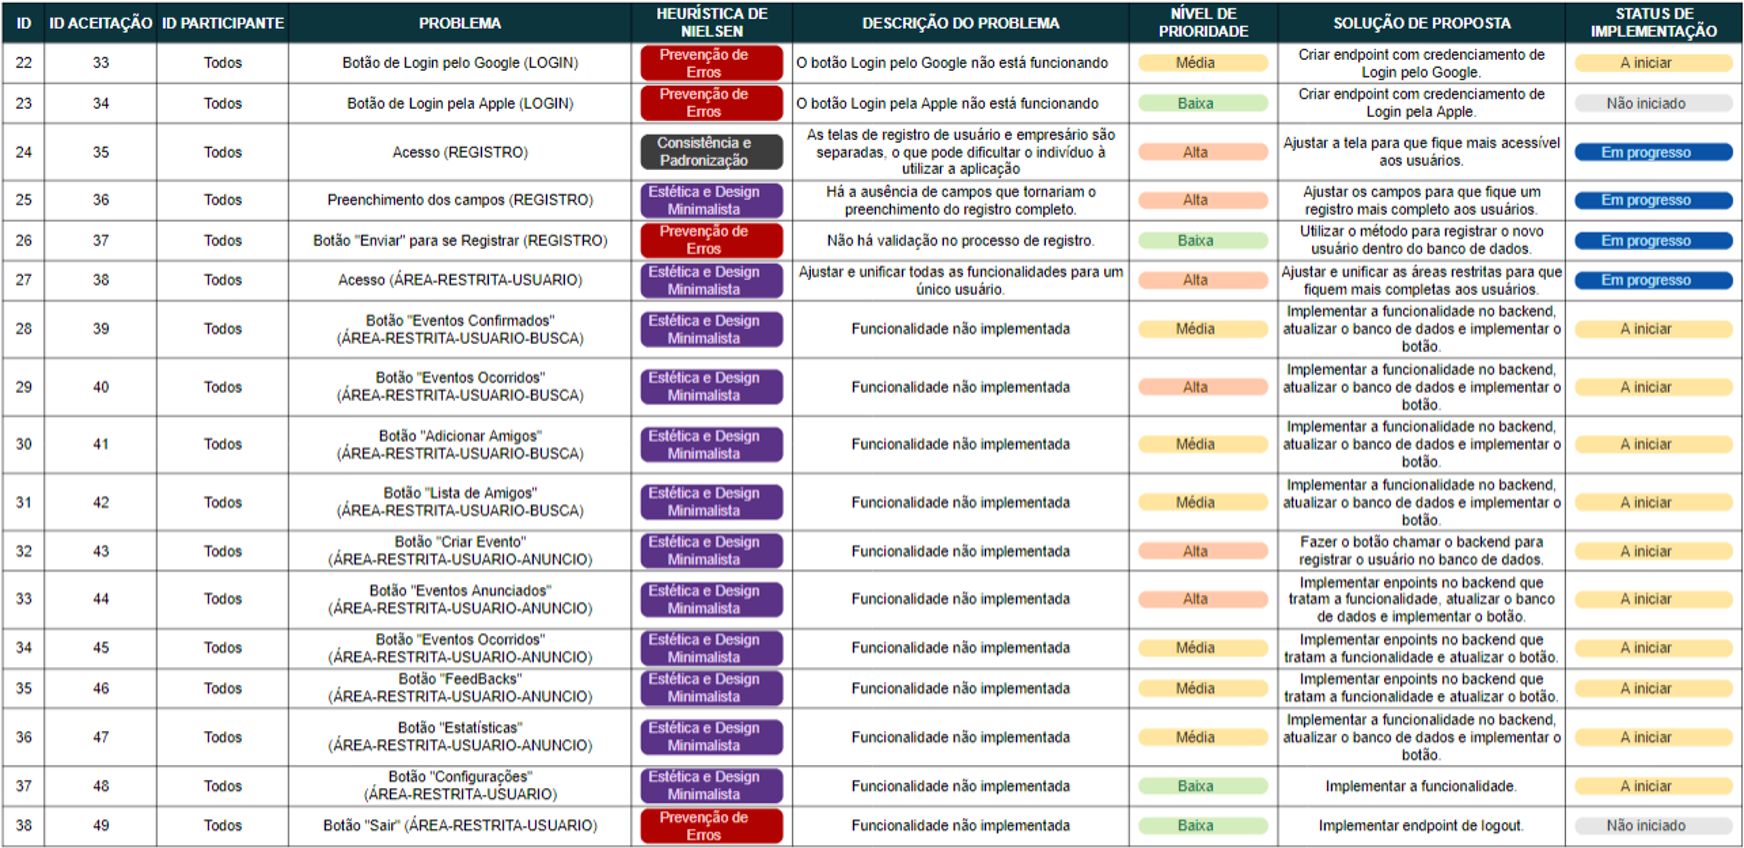 ID	ID ACEITAÇÃO	ID PARTICIPANTE	PROBLEMA	HEURÍSTICA DE NIELSEN	DESCRIÇÃO DO PROBLEMA	NÍVEL DE PRIORIDADE	SOLUÇÃO DE PROPOSTA	STATUS DE IMPLEMENTAÇÃO
22	33	Todos	Botão de Login pelo Google (LOGIN)	Prevenção de Erros	O botão Login pelo Google não está funcionando	Média	Criar endpoint com credenciamento de Login pelo Google.	A iniciar
23	34	Todos	Botão de Login pela Apple (LOGIN)	Prevenção de Erros	O botão Login pela Apple não está funcionando	Baixa	Criar endpoint com credenciamento de Login pela Apple.	Não iniciado
24	35	Todos	Acesso (REGISTRO)	Consistência e Padronização	As telas de registro de usuário e empresário são separadas, o que pode dificultar o indivíduo à utilizar a aplicação	Alta	Ajustar a tela para que fique mais acessível aos usuários.	Em progresso
25	36	Todos	Preenchimento dos campos (REGISTRO)	Estética e Design Minimalista	Há a ausência de campos que tornariam o preenchimento do registro completo.	Alta	Ajustar os campos para que fique um registro mais completo aos usuários.	Em progresso
26	37	Todos	Botão "Enviar" para se Registrar (REGISTRO)	Prevenção de Erros	Não há validação no processo de registro.	Baixa	Utilizar o método para registrar o novo usuário dentro do banco de dados.	Em progresso
27	38	Todos	Acesso (ÁREA-RESTRITA-USUARIO)	Estética e Design Minimalista	Ajustar e unificar todas as funcionalidades para um único usuário.	Alta	Ajustar e unificar as áreas restritas para que fiquem mais completas aos usuários.	Em progresso
28	39	Todos	Botão "Eventos Confirmados" (ÁREA-RESTRITA-USUARIO-BUSCA)	Estética e Design Minimalista	Funcionalidade não implementada	Média	Implementar a funcionalidade no backend, atualizar o banco de dados e implementar o botão.	A iniciar
29	40	Todos	Botão "Eventos Ocorridos" (ÁREA-RESTRITA-USUARIO-BUSCA)	Estética e Design Minimalista	Funcionalidade não implementada	Alta	Implementar a funcionalidade no backend, atualizar o banco de dados e implementar o botão.	A iniciar
30	41	Todos	Botão "Adicionar Amigos" (ÁREA-RESTRITA-USUARIO-BUSCA)	Estética e Design Minimalista	Funcionalidade não implementada	Média	Implementar a funcionalidade no backend, atualizar o banco de dados e implementar o botão.	A iniciar
31	42	Todos	Botão "Lista de Amigos" (ÁREA-RESTRITA-USUARIO-BUSCA)	Estética e Design Minimalista	Funcionalidade não implementada	Média	Implementar a funcionalidade no backend, atualizar o banco de dados e implementar o botão.	A iniciar
32	43	Todos	Botão "Criar Evento" (ÁREA-RESTRITA-USUARIO-ANUNCIO)	Estética e Design Minimalista	Funcionalidade não implementada	Alta	Fazer o botão chamar o backend para registrar o usuário no banco de dados.	A iniciar
33	44	Todos	Botão "Eventos Anunciados" (ÁREA-RESTRITA-USUARIO-ANUNCIO)	Estética e Design Minimalista	Funcionalidade não implementada	Alta	Implementar enpoints no backend que tratam a funcionalidade, atualizar o banco de dados e implementar o botão.	A iniciar
34	45	Todos	Botão "Eventos Ocorridos" (ÁREA-RESTRITA-USUARIO-ANUNCIO)	Estética e Design Minimalista	Funcionalidade não implementada	Média	Implementar enpoints no backend que tratam a funcionalidade e atualizar o botão.	A iniciar
35	46	Todos	Botão "FeedBacks" (ÁREA-RESTRITA-USUARIO-ANUNCIO)	Estética e Design Minimalista	Funcionalidade não implementada	Média	Implementar enpoints no backend que tratam a funcionalidade e atualizar o botão.	A iniciar
36	47	Todos	Botão "Estatísticas" (ÁREA-RESTRITA-USUARIO-ANUNCIO)	Estética e Design Minimalista	Funcionalidade não implementada	Média	Implementar a funcionalidade no backend, atualizar o banco de dados e implementar o botão.	A iniciar
37	48	Todos	Botão "Configurações" (ÁREA-RESTRITA-USUARIO)	Estética e Design Minimalista	Funcionalidade não implementada	Baixa	Implementar a funcionalidade.	A iniciar
38	49	Todos	Botão "Sair" (ÁREA-RESTRITA-USUARIO)	Prevenção de Erros	Funcionalidade não implementada	Baixa	Implementar endpoint de logout.	Não iniciado